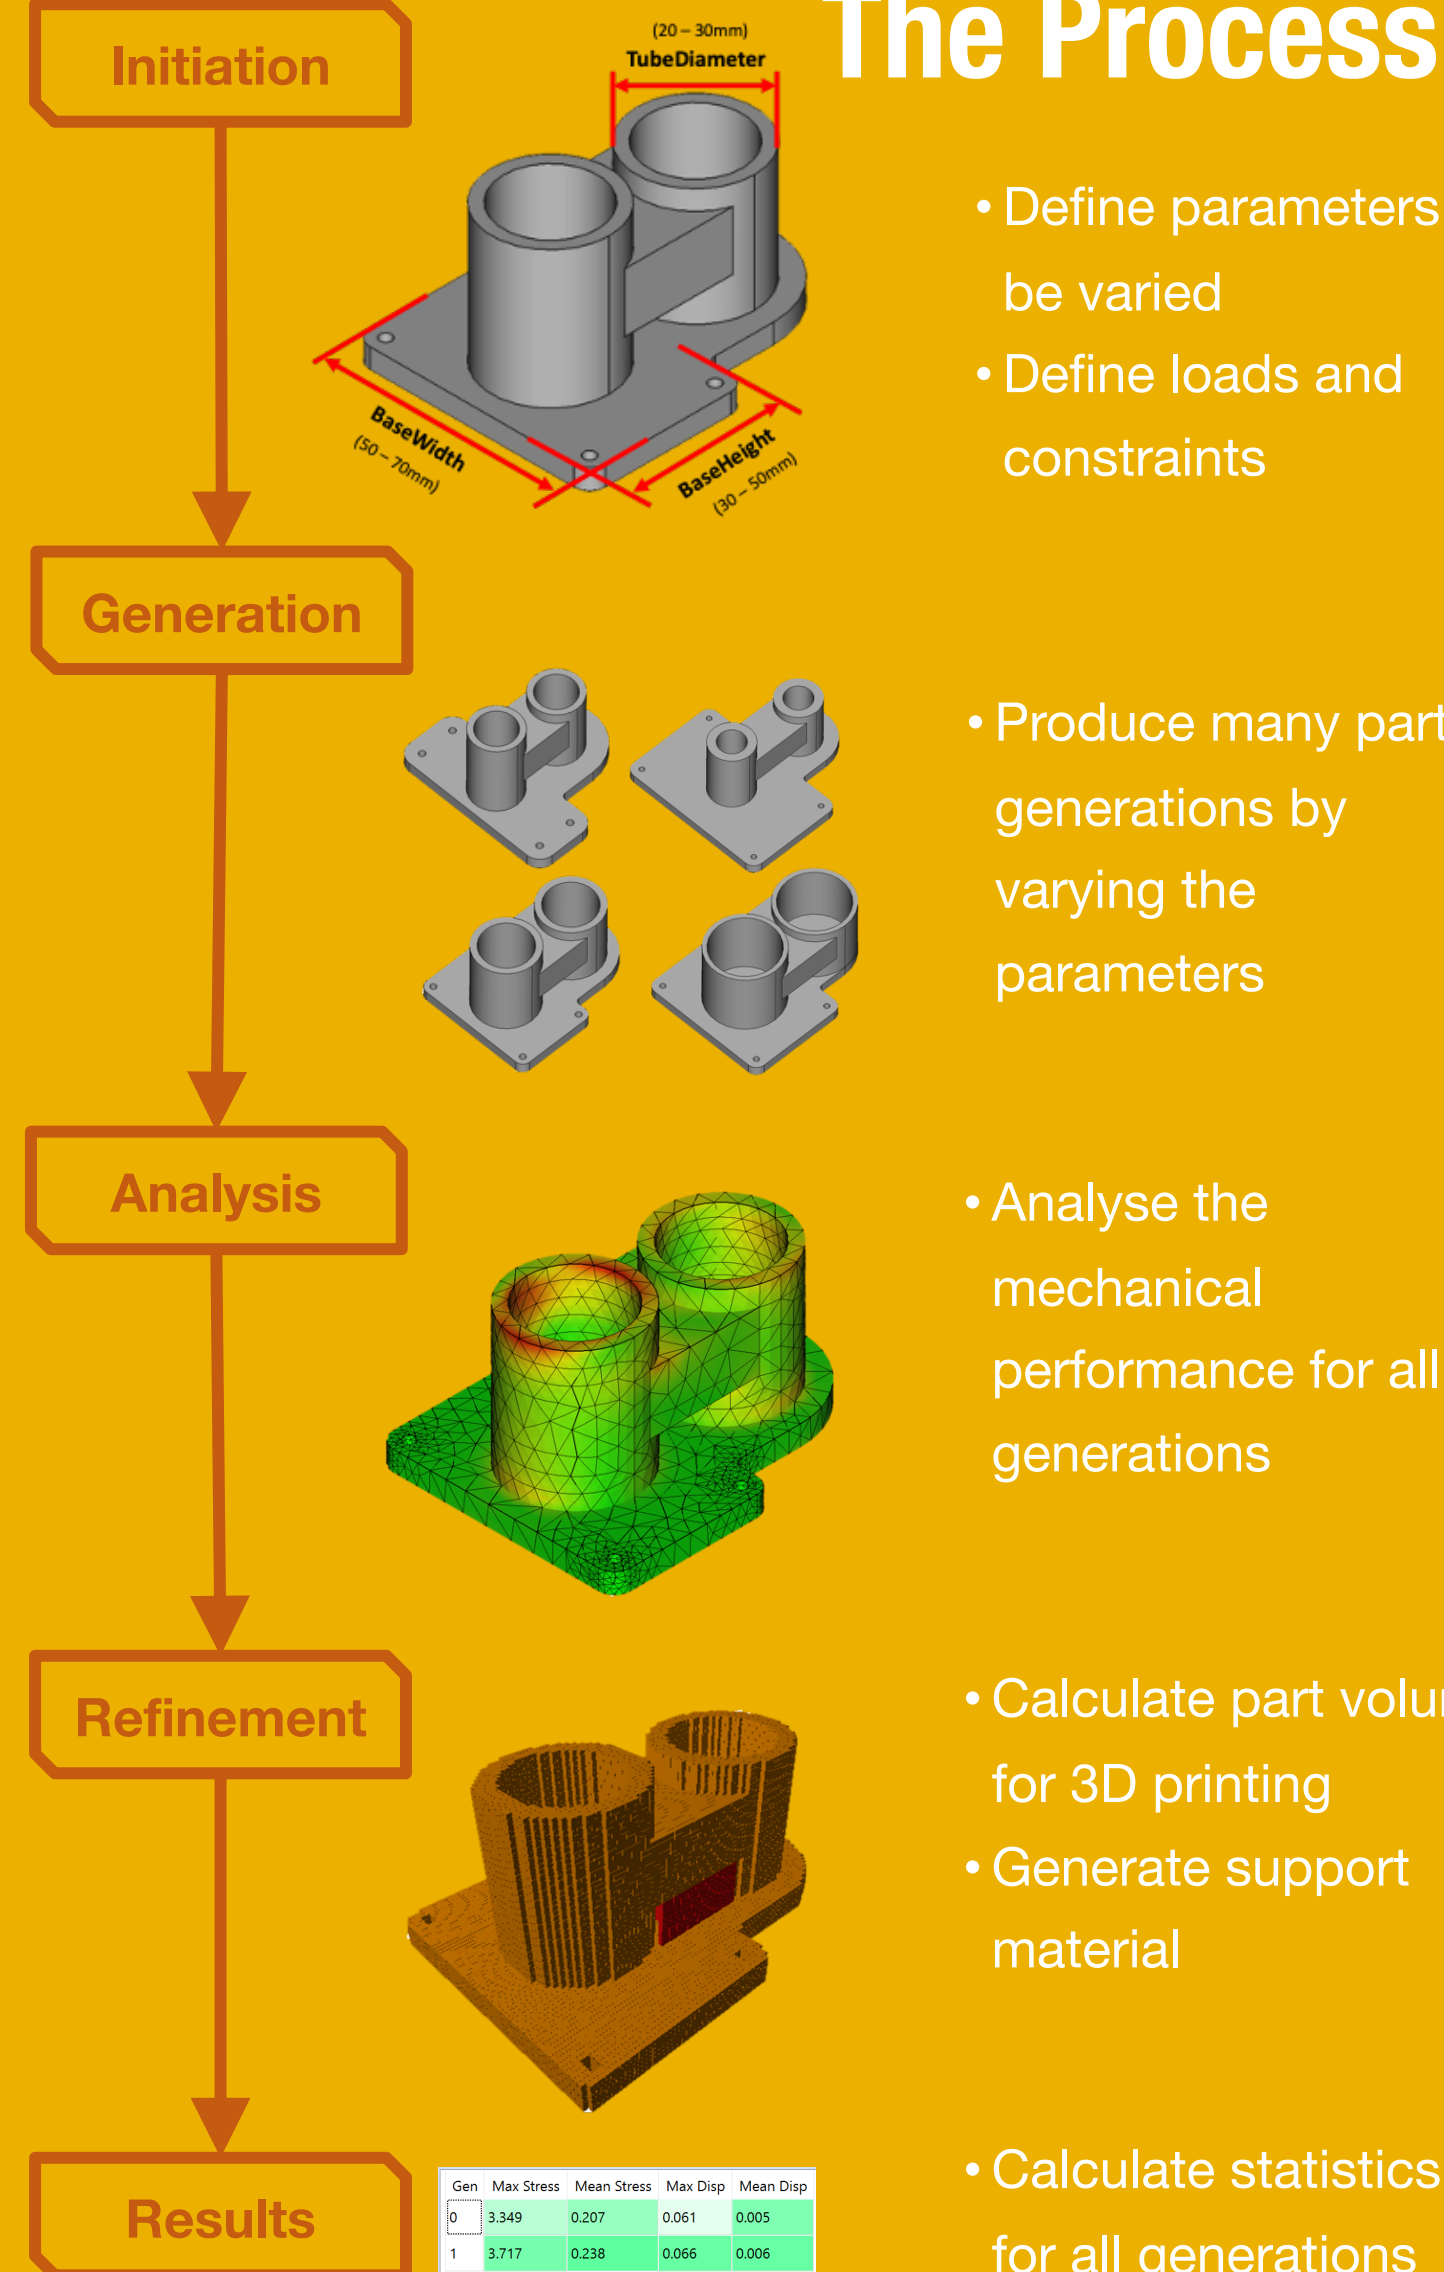 The Process
Initiation
(20 – 30mm)
TubeDiameter
BaseWidth
(50 – 70mm)
BaseHeight
(30 – 50mm)
• Define parameters
be varied
• Define loads and
constraints
Generation
• Produce many part
generations by
varying the
parameters
Analysis
• Analyse the
mechanical
performance for all
generations
Refinement
• Calculate part
for 3D printing
• Generate support
material
Results
Gen Max Stress Mean Stress Max Disp Mean Disp
0 3.349 0.207 0.061 0.005
1 3.717 0.238 0.066 0.006
• Calculate statistics
for all generations